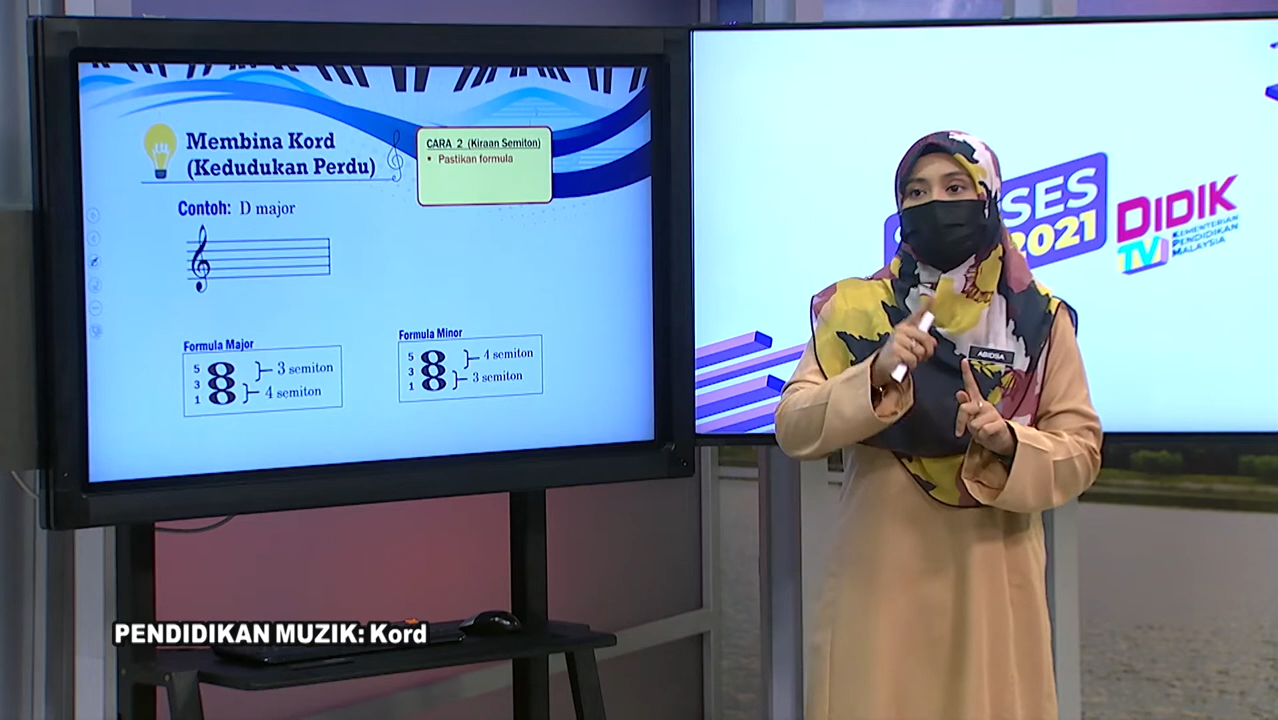 Membina Kord
(Kedudukan Perdu)
CARA 2 (Kiraan Semiton)
▪ Pastikan formula
Contoh: D major
Formula Major
5
3
1
3 semiton
4 semiton
Formula Minor
5
3
1
4 semiton
3 semiton
SES
2021
DIDIK
TV
KEMENTERIAN
PENDIDIKAN
MALAYSIA
PENDIDIKAN MUZIK: Kord